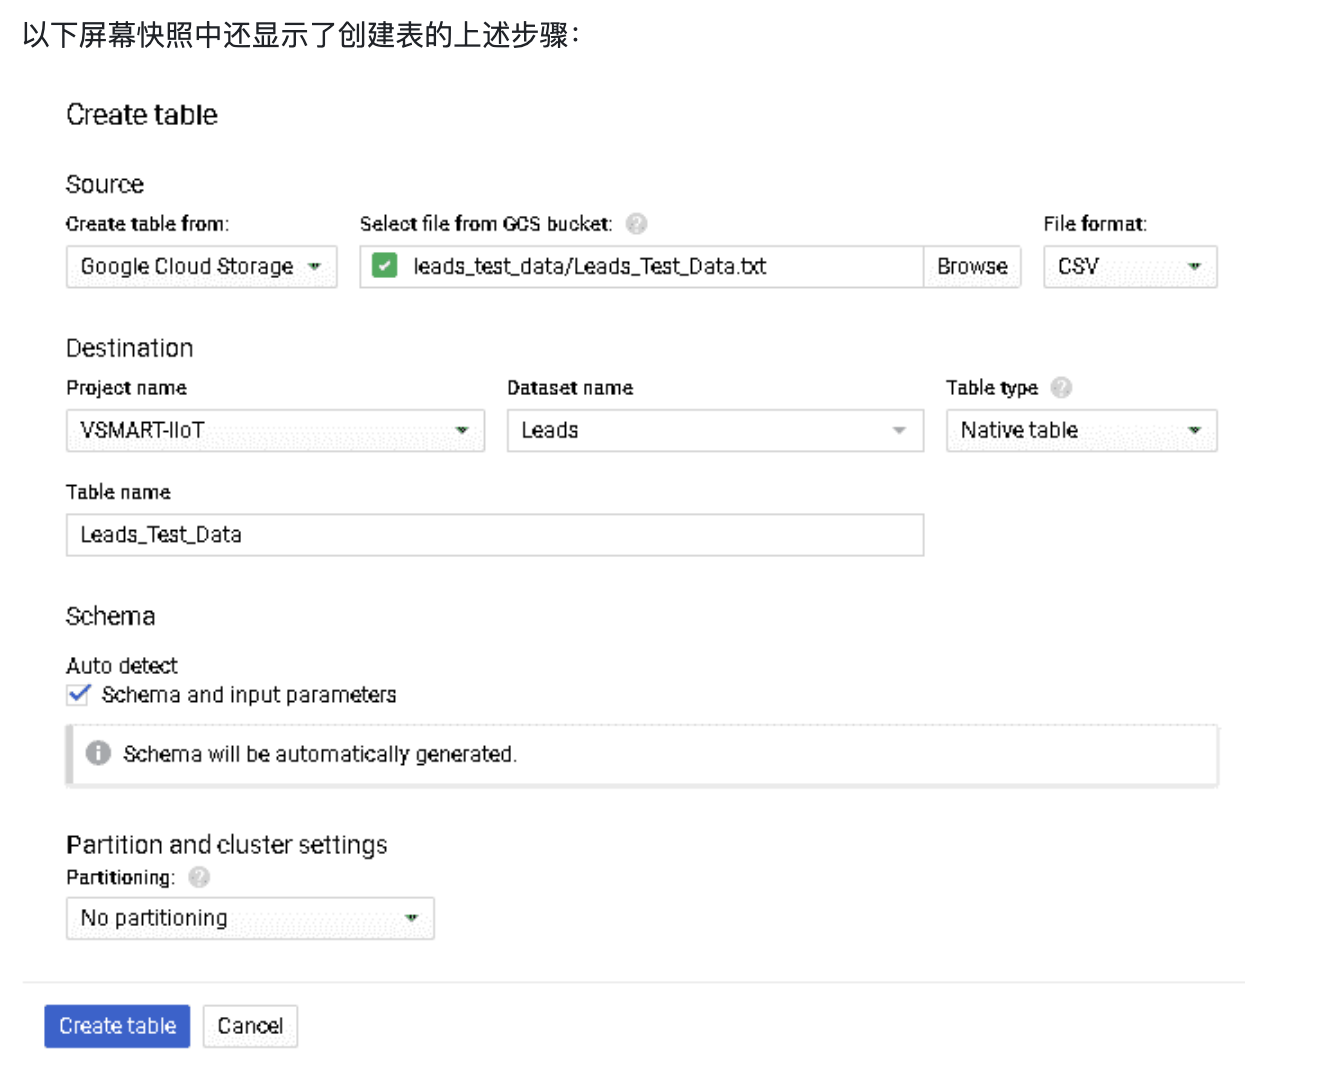 以下屏幕快照中还显示了创建表的上述步骤：
Create table
Source
Create table from: Select file from GCS bucket: File format:
Google Cloud Storage leads_test_data/Leads_Test_Data.txt Browse CSV
Destination
Project name Dataset name Table type
VSMART-IIoT Leads Native table
Table name
Leads_Test_Data
Schema
Auto detect
Schema and input parameters
Schema will be automatically generated.
Partition and cluster settings
Partitioning:
No partitioning
Create table Cancel